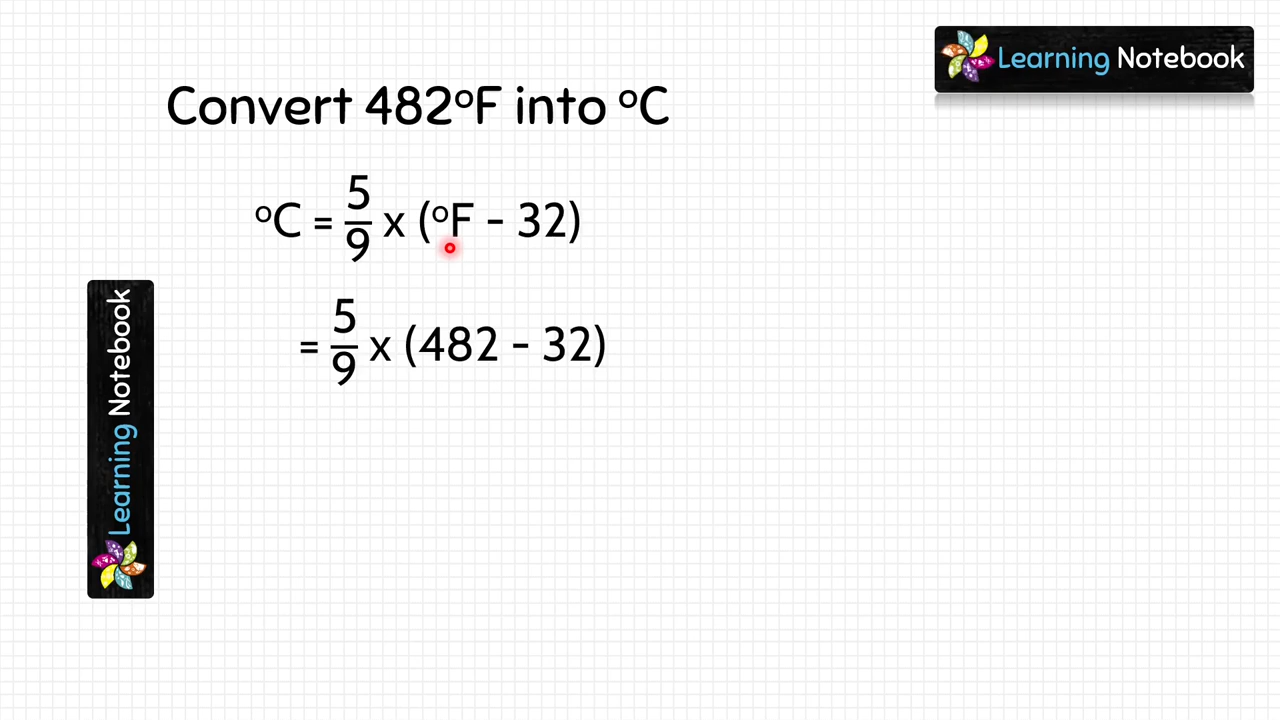 Learning Notebook
Convert 482°F into °C
°C = 5/9 x (°F - 32)
= 5/9 x (482 - 32)
Learning Notebook